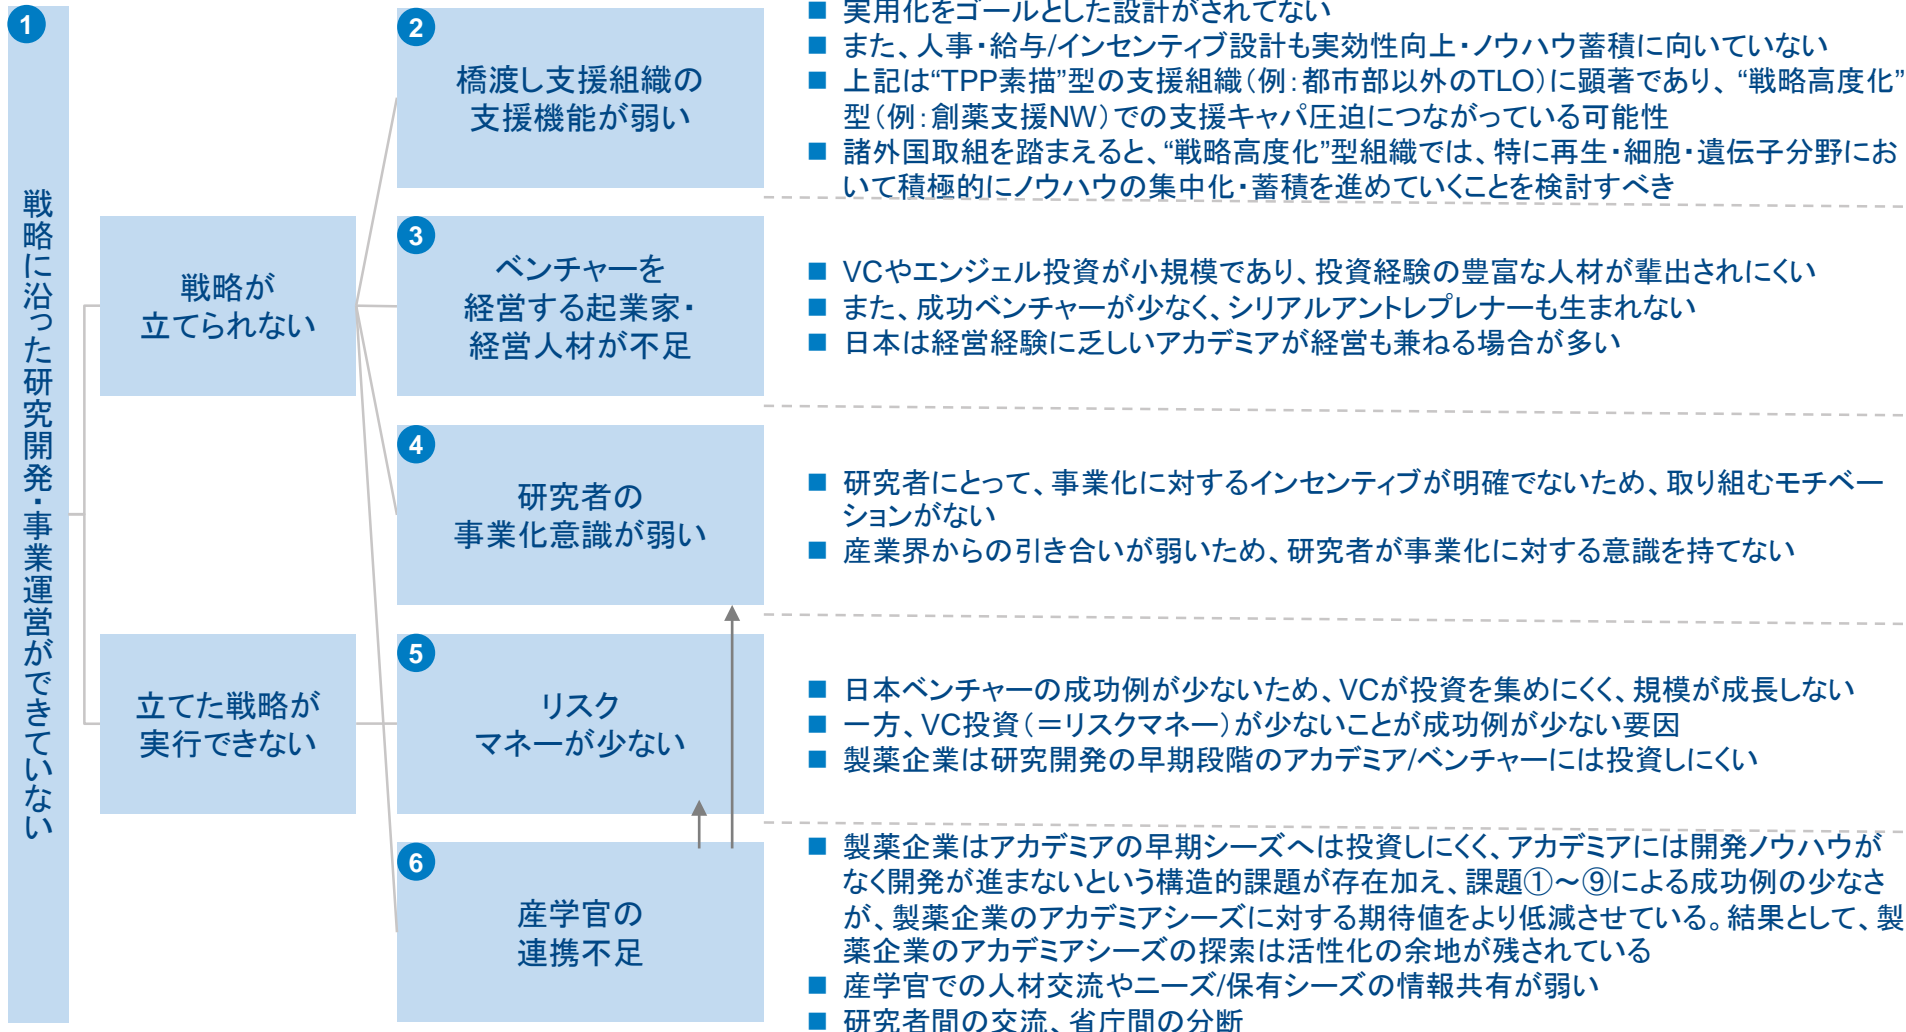 1
戦略に沿った研究開発・事業運営ができていない
戦略が
立てられない
立てた戦略が
実行できない
2
橋渡し支援組織の
支援機能が弱い
■ 実用化をゴールとした設計がされてない
■ また、人事・給与/インセンティブ設計も実効性向上・ノウハウ蓄積に向いていない
■ 上記は“TPP素描”型の支援組織（例：都市部以外のTLO）に顕著であり、“戦略高度化”
型（例：創薬支援NW）での支援キャパ圧迫につながっている可能性
■ 諸外国取組を踏まえると、“戦略高度化”型組織では、特に再生・細胞・遺伝子分野にお
いて積極的にノウハウの集中化・蓄積を進めていくことを検討すべき
3
ベンチャーを
経営する起業家・
経営人材が不足
■ VCやエンジェル投資が小規模であり、投資経験の豊富な人材が輩出されにくい
■ また、成功ベンチャーが少なく、シリアルアントレプレナーも生まれない
■ 日本は経営経験に乏しいアカデミアが経営も兼ねる場合が多い
4
研究者の
事業化意識が弱い
■ 研究者にとって、事業化に対するインセンティブが明確でないため、取り組むモチベー
ションがない
■ 産業界からの引き合いが弱いため、研究者が事業化に対する意識を持てない
5
リスク
マネーが少ない
■ 日本ベンチャーの成功例が少ないため、VCが投資を集めにくく、規模が成長しない
■ 一方、VC投資（＝リスクマネー）が少ないことが成功例が少ない要因
■ 製薬企業は研究開発の早期段階のアカデミア/ベンチャーには投資しにくい
6
産学官の
連携不足
■ 製薬企業はアカデミアの早期シーズへは投資しにくく、アカデミアには開発ノウハウが
なく開発が進まないという構造的課題が存在加え、課題①～⑨による成功例の少なさ
が、製薬企業のアカデミアシーズに対する期待値をより低減させている。結果として、製
薬企業のアカデミアシーズの探索は活性化の余地が残されている
■ 産学官での人材交流やニーズ/保有シーズの情報共有が弱い
■ 研究者間の交流、省庁間の分断